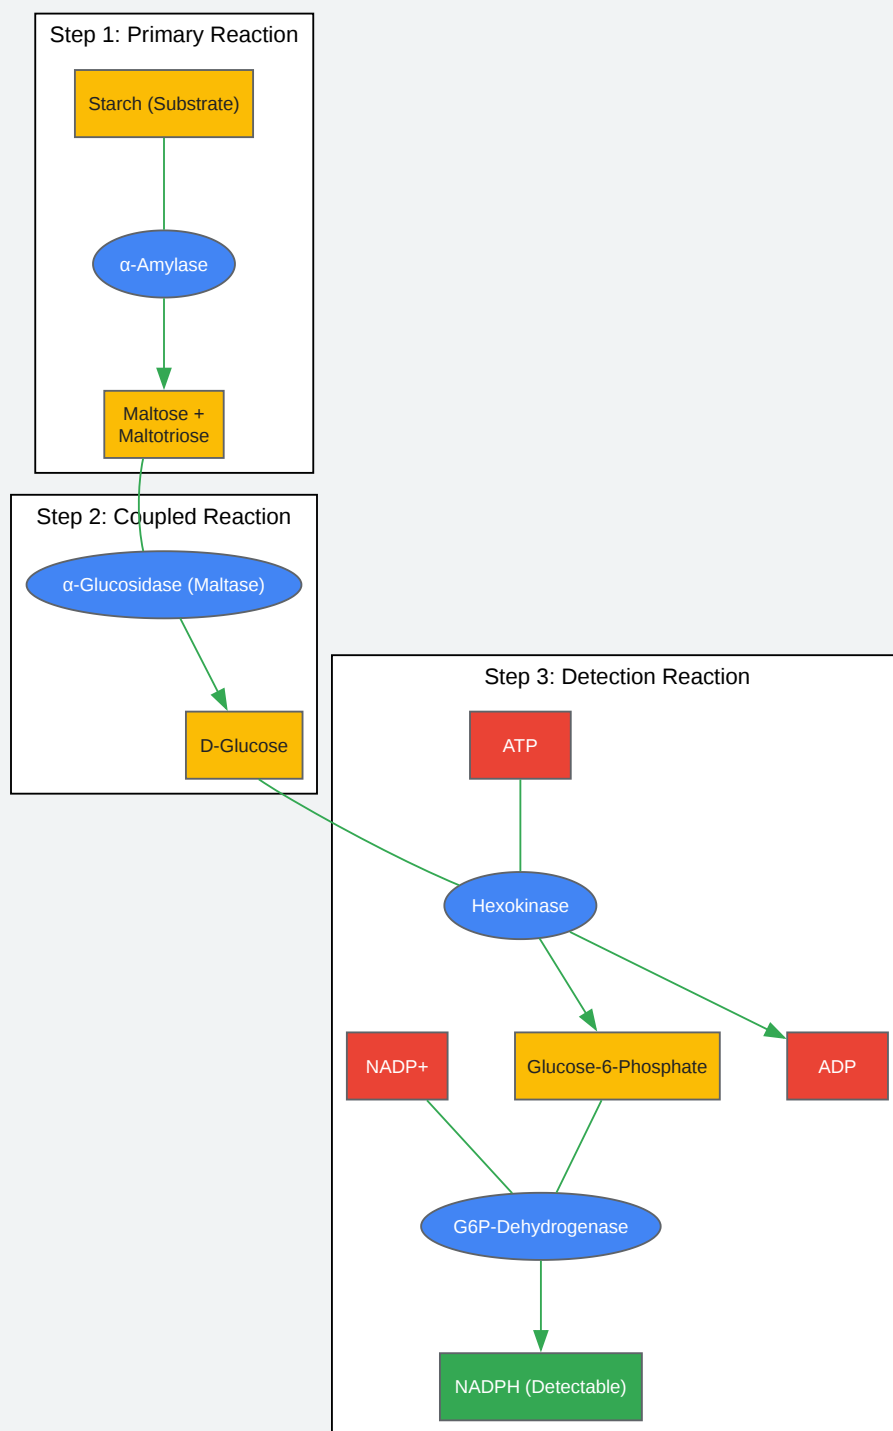 Step 1: Primary Reaction
Starch (Substrate)
α-Amylase
Maltose +
Maltotriose
Step 2: Coupled Reaction
α-Glucosidase (Maltase)
D-Glucose
Step 3: Detection Reaction
ATP
Hexokinase
NADP+
Glucose-6-Phosphate
ADP
G6P-Dehydrogenase
NADPH (Detectable)